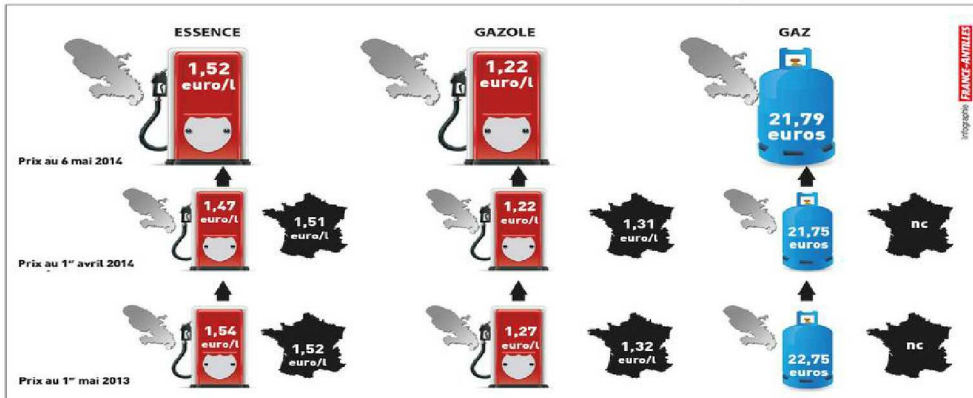 ESSENCE
GAZOLE
GAZ
1,52
euro/l
1,22
euro/l
21,79
euros
Prix au 6 mai 2014
1,47
euro/l
1,51
euro/l
1,22
euro/l
1,31
euro/l
21,75
euros
nc
Prix au 1er avril 2014
1,54
euro/l
1,52
euro/l
1,27
euro/l
1,32
euro/l
22,75
euros
nc
Prix au 1er mai 2013
Infographie FRANCE-ANTILLES